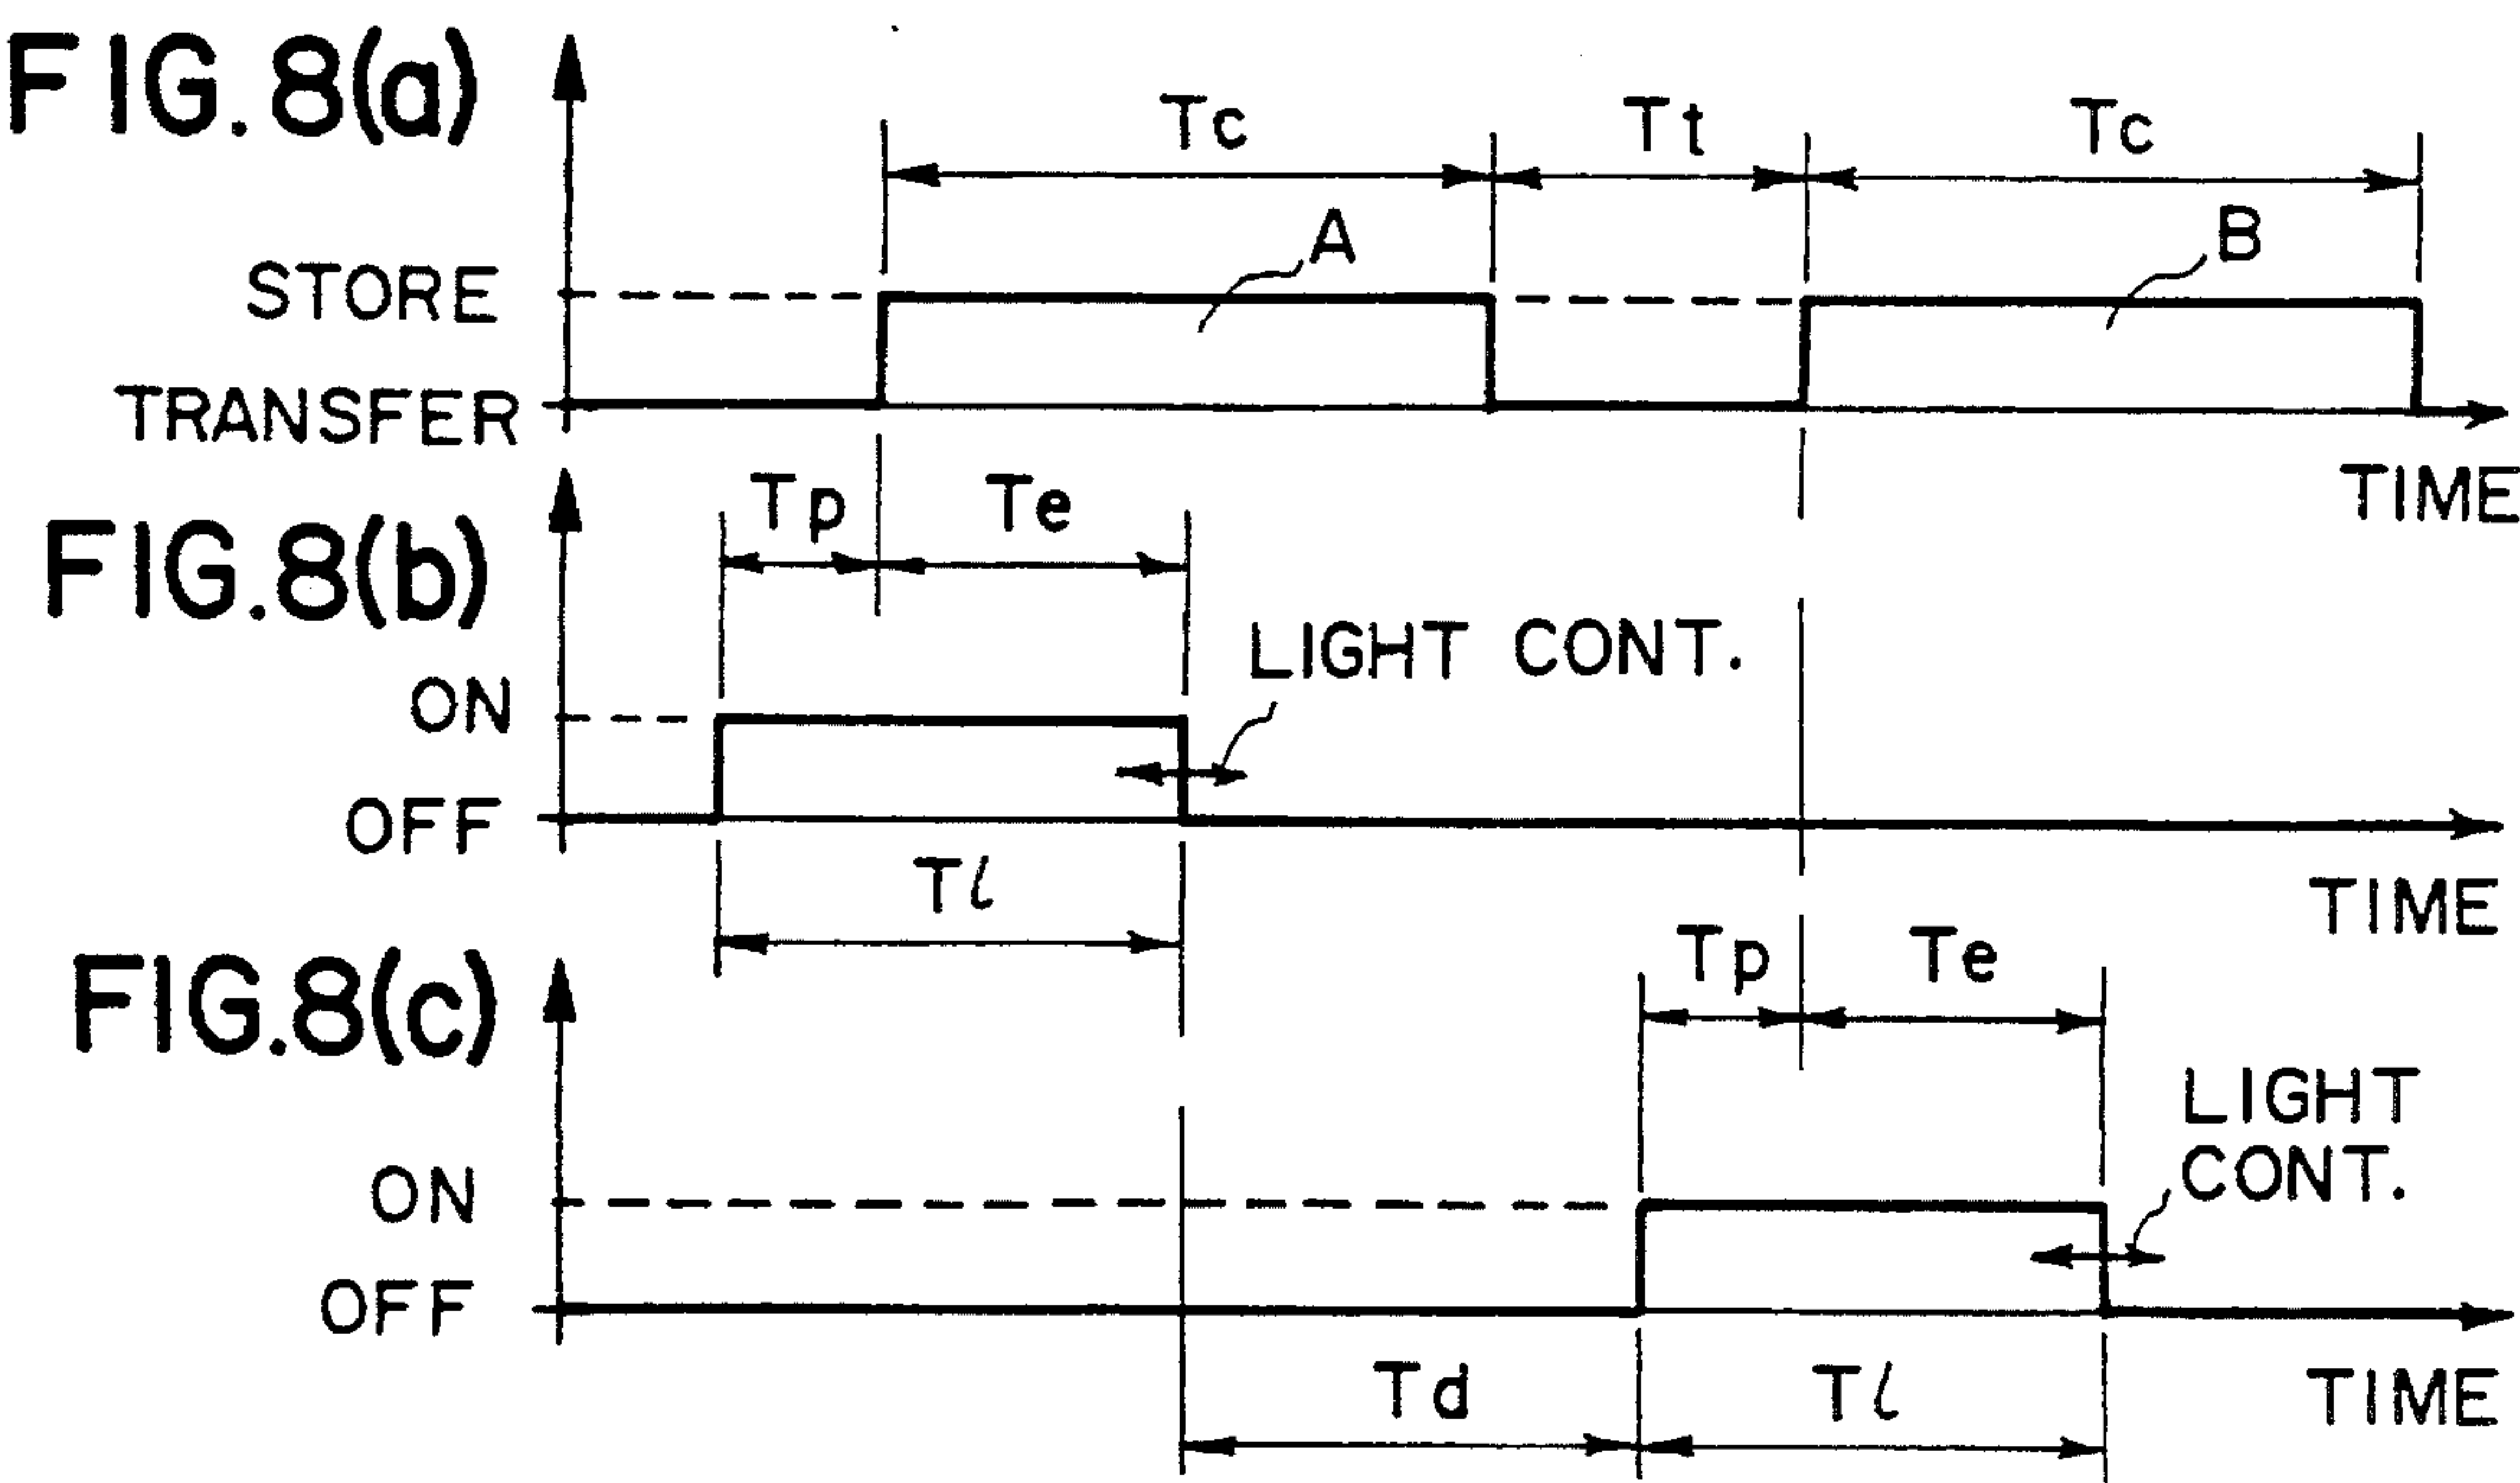 FIG.8(a)
Tc Tt Tc
A B
STORE
TRANSFER
TIME
Tp Te
FIG.8(b)
LIGHT CONT.
ON
OFF
Tl
TIME
Tp Te
FIG.8(c)
LIGHT
CONT.
ON
OFF
Td Tl
TIME